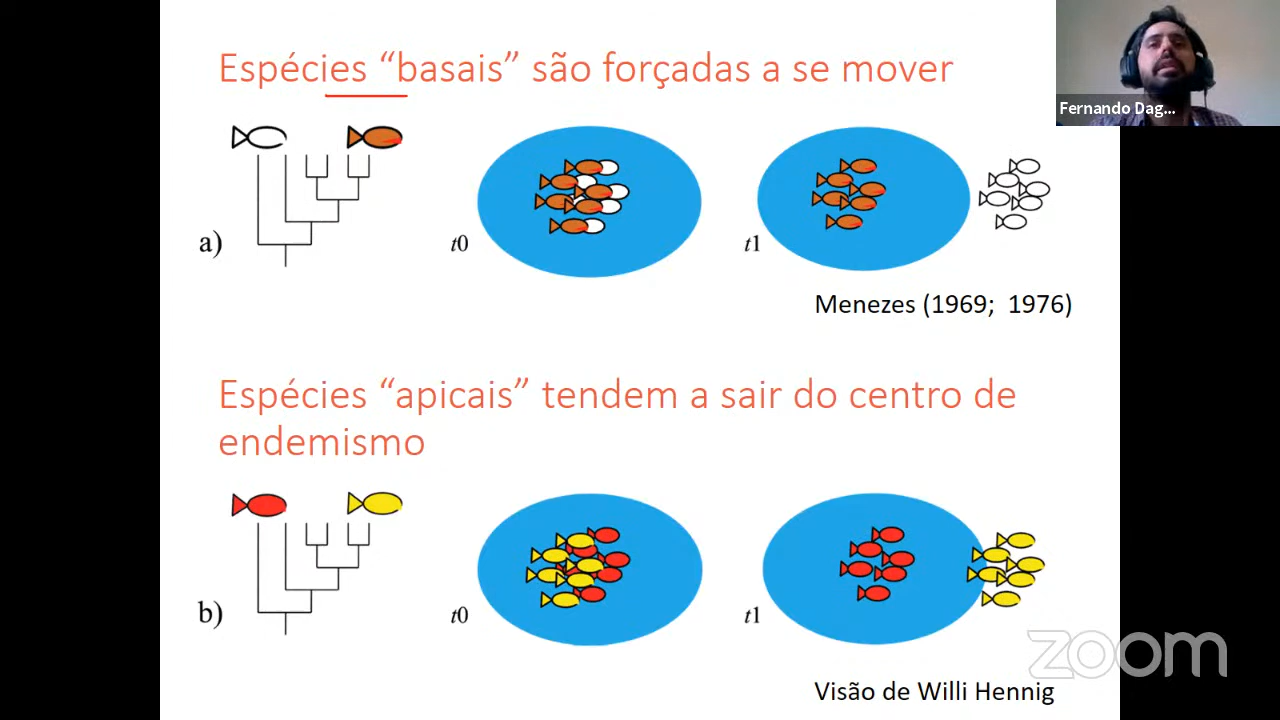 Espécies “basais” são forçadas a se mover
Fernando Dag...
a)
t0
t1
Menezes (1969;  1976)
Espécies “apicais” tendem a sair do centro de
endemismo
b)
t0
t1
zoom
Visão de Willi Hennig